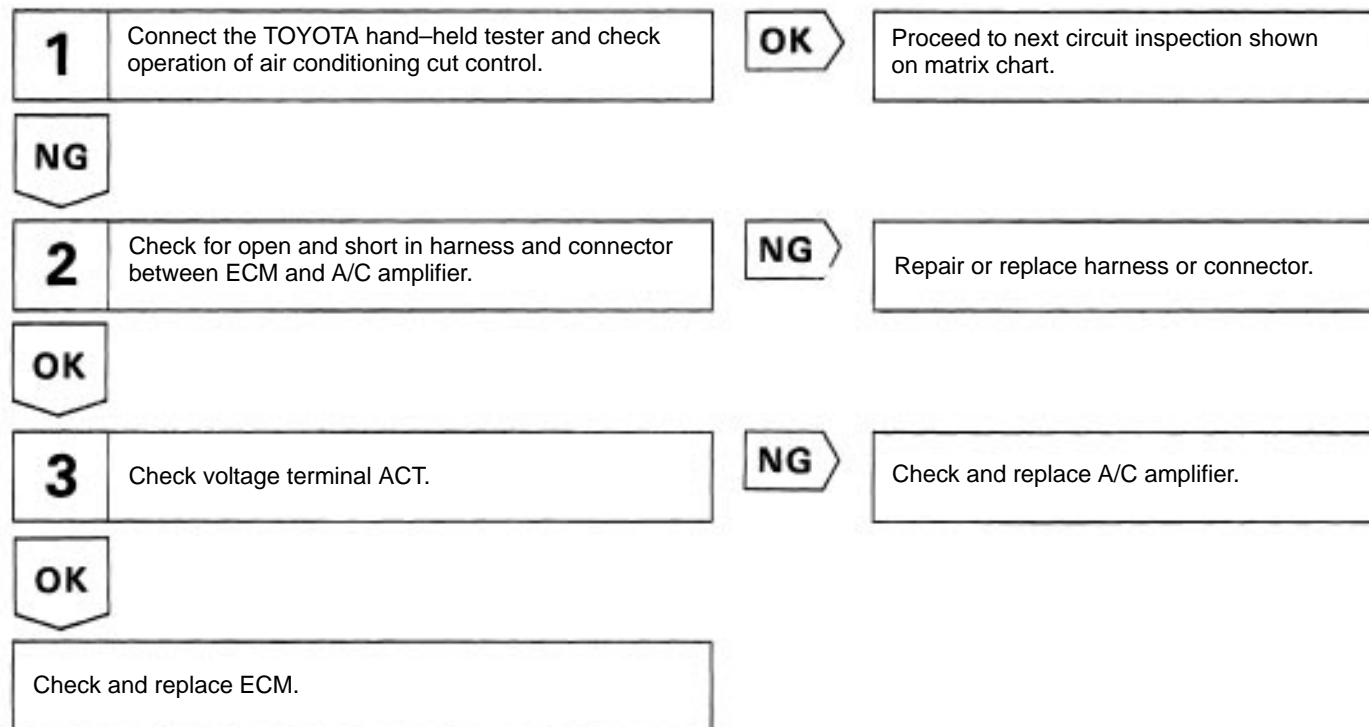 1
Connect the TOYOTA hand–held tester and check
operation of air conditioning cut control.
OK
Proceed to next circuit inspection shown
on matrix chart.
NG
2
Check for open and short in harness and connector
between ECM and A/C amplifier.
NG
Repair or replace harness or connector.
OK
3
Check voltage terminal ACT.
NG
Check and replace A/C amplifier.
OK
Check and replace ECM.